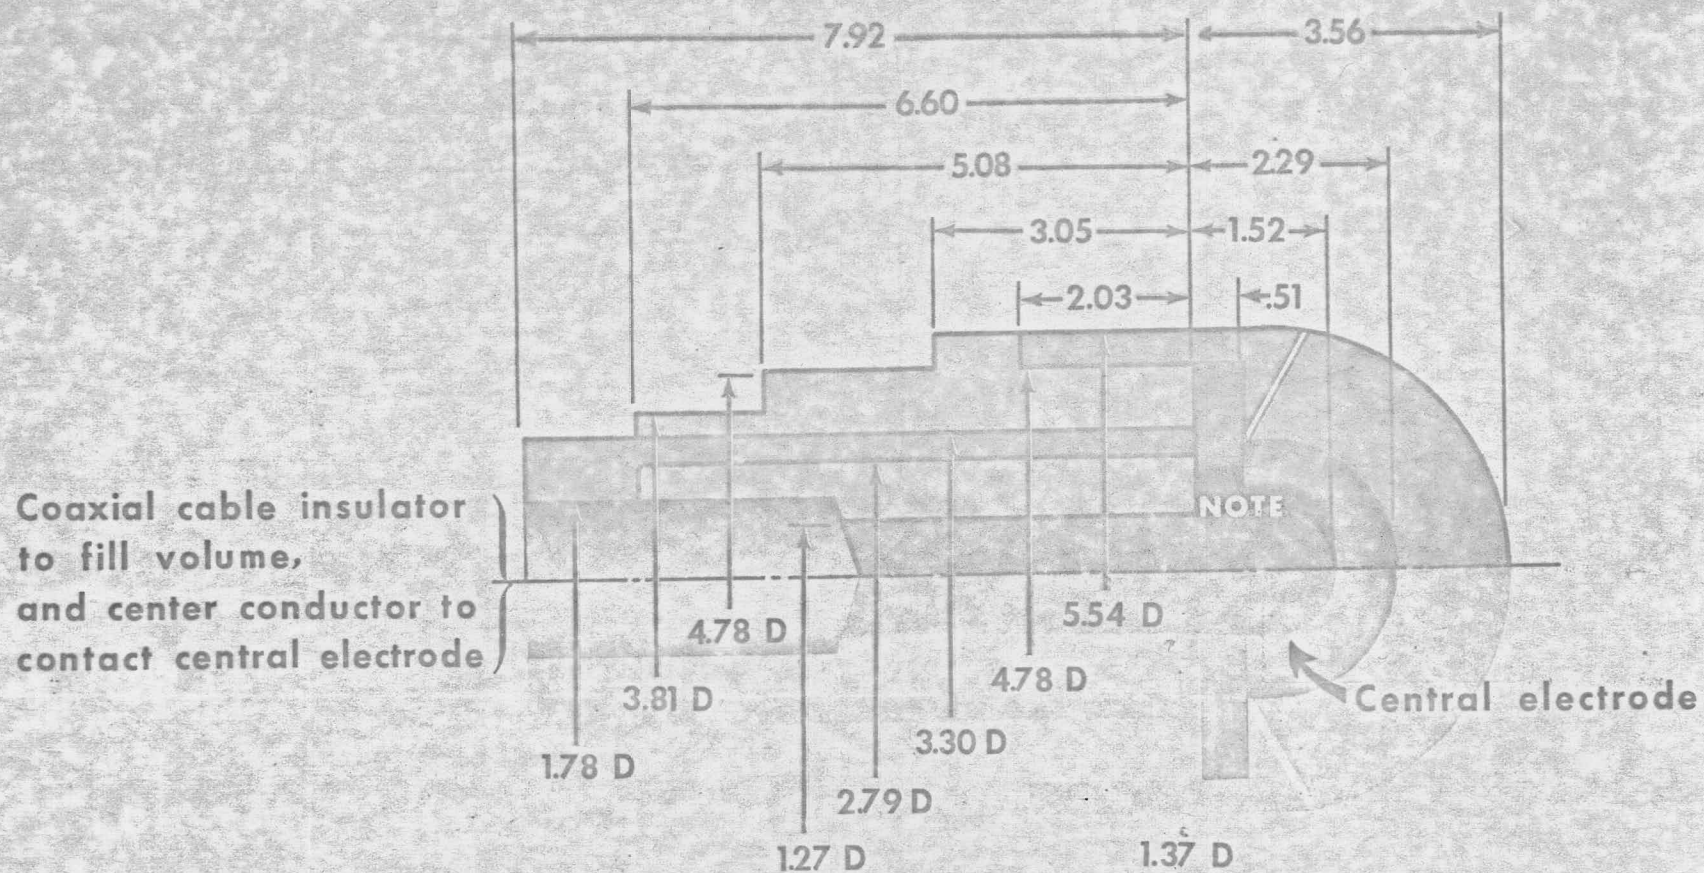 7.92
3.56
6.60
5.08
2.29
3.05
1.52
2.03
.51
NOTE
Coaxial cable insulator
to fill volume,
and center conductor to
contact central electrode
5.54 D
4.78 D
4.78 D
3.81 D
Central electrode
3.30 D
1.78 D
2.79 D
1.27 D
1.37 D